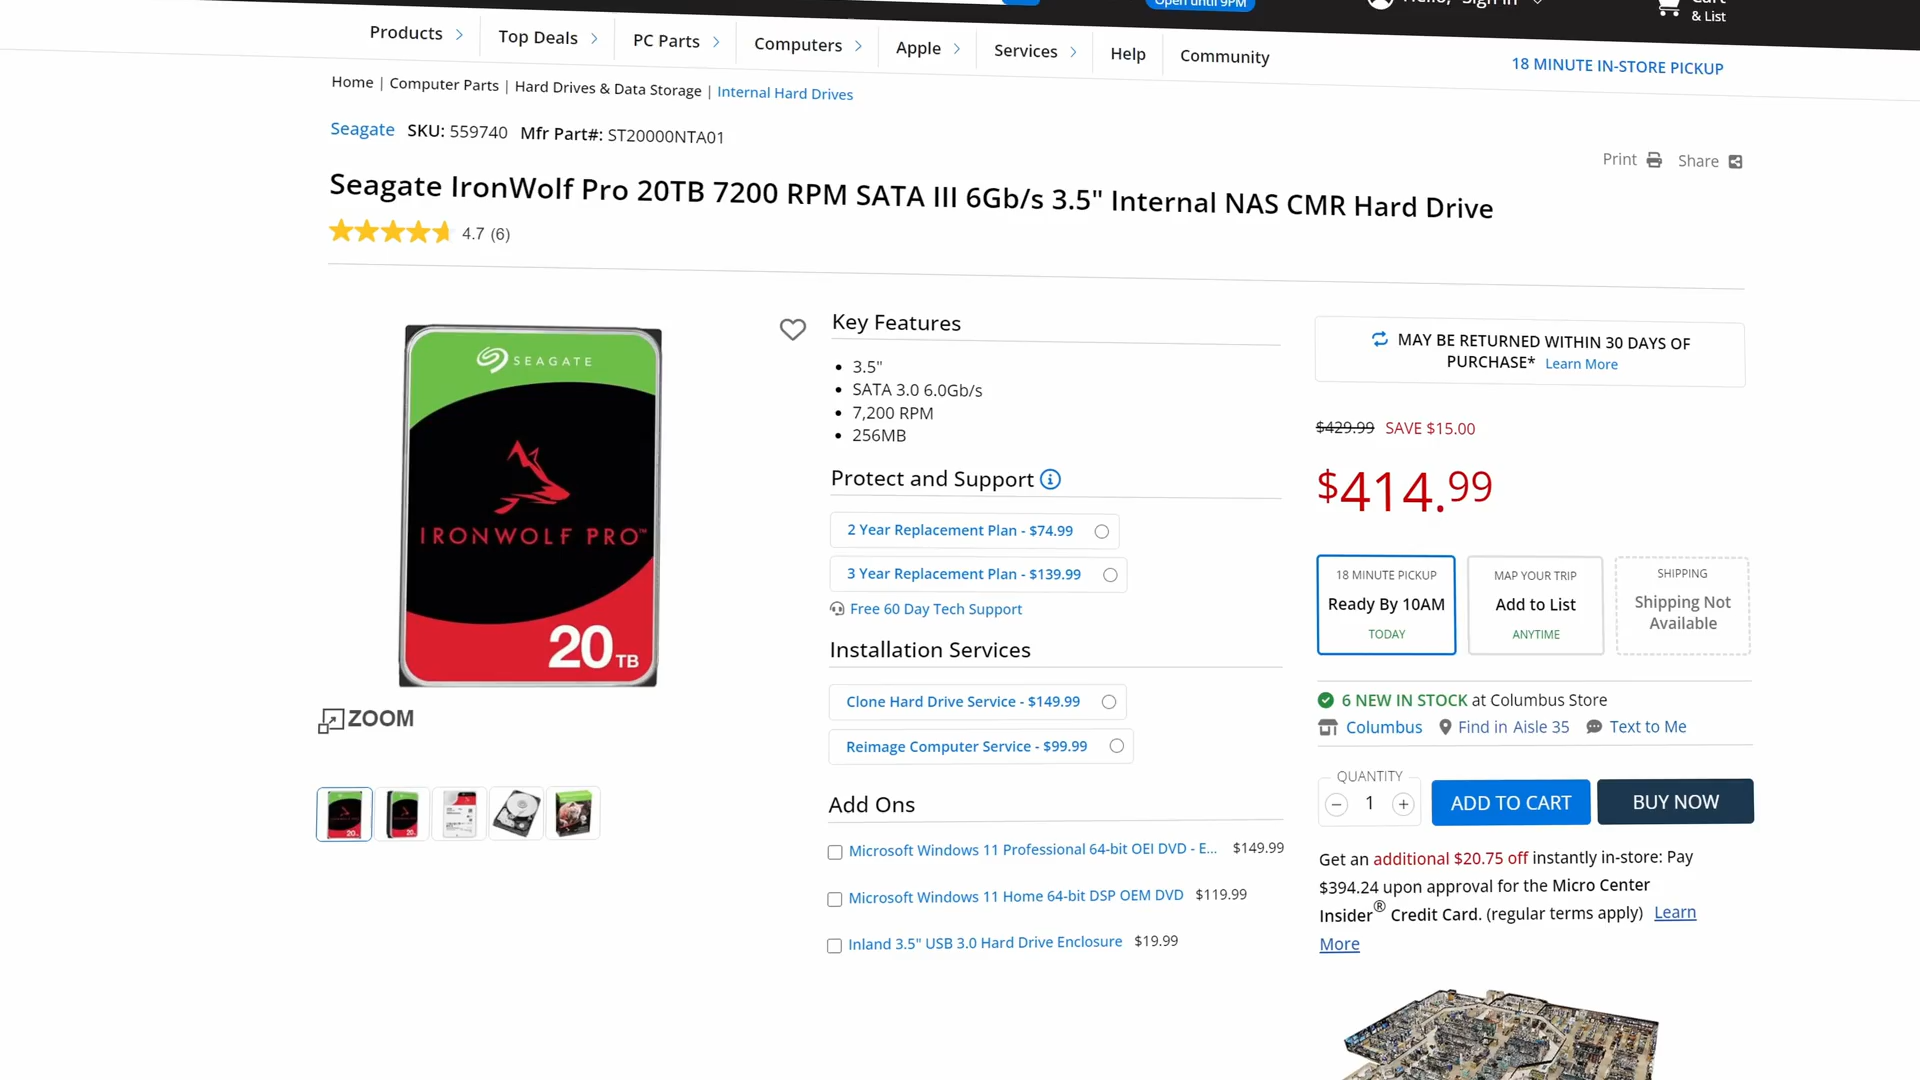 Open until 9PM
Sign in
Cart
& List
Products
Top Deals
PC Parts
Computers
Apple
Services
Help
Community
18 MINUTE IN-STORE PICKUP
Home | Computer Parts | Hard Drives & Data Storage | Internal Hard Drives
Seagate SKU: 559740 Mfr Part#: ST20000NTA01
Print Share
Seagate IronWolf Pro 20TB 7200 RPM SATA III 6Gb/s 3.5" Internal NAS CMR Hard Drive
4.7 (6)
SEAGATE
IRONWOLF PRO™
20 TB
ZOOM
Key Features
• 3.5"
• SATA 3.0 6.0Gb/s
• 7,200 RPM
• 256MB
Protect and Support
2 Year Replacement Plan - $74.99
3 Year Replacement Plan - $139.99
Free 60 Day Tech Support
Installation Services
Clone Hard Drive Service - $149.99
Reimage Computer Service - $99.99
Add Ons
Microsoft Windows 11 Professional 64-bit OEI DVD - E... $149.99
Microsoft Windows 11 Home 64-bit DSP OEM DVD $119.99
Inland 3.5" USB 3.0 Hard Drive Enclosure $19.99
MAY BE RETURNED WITHIN 30 DAYS OF
PURCHASE* Learn More
$429.99 SAVE $15.00
$414.99
18 MINUTE PICKUP
Ready By 10AM
TODAY
MAP YOUR TRIP
Add to List
ANYTIME
SHIPPING
Shipping Not
Available
6 NEW IN STOCK at Columbus Store
Columbus Find in Aisle 35 Text to Me
QUANTITY
1
ADD TO CART
BUY NOW
Get an additional $20.75 off instantly in-store: Pay
$394.24 upon approval for the Micro Center
Insider® Credit Card. (regular terms apply) Learn
More